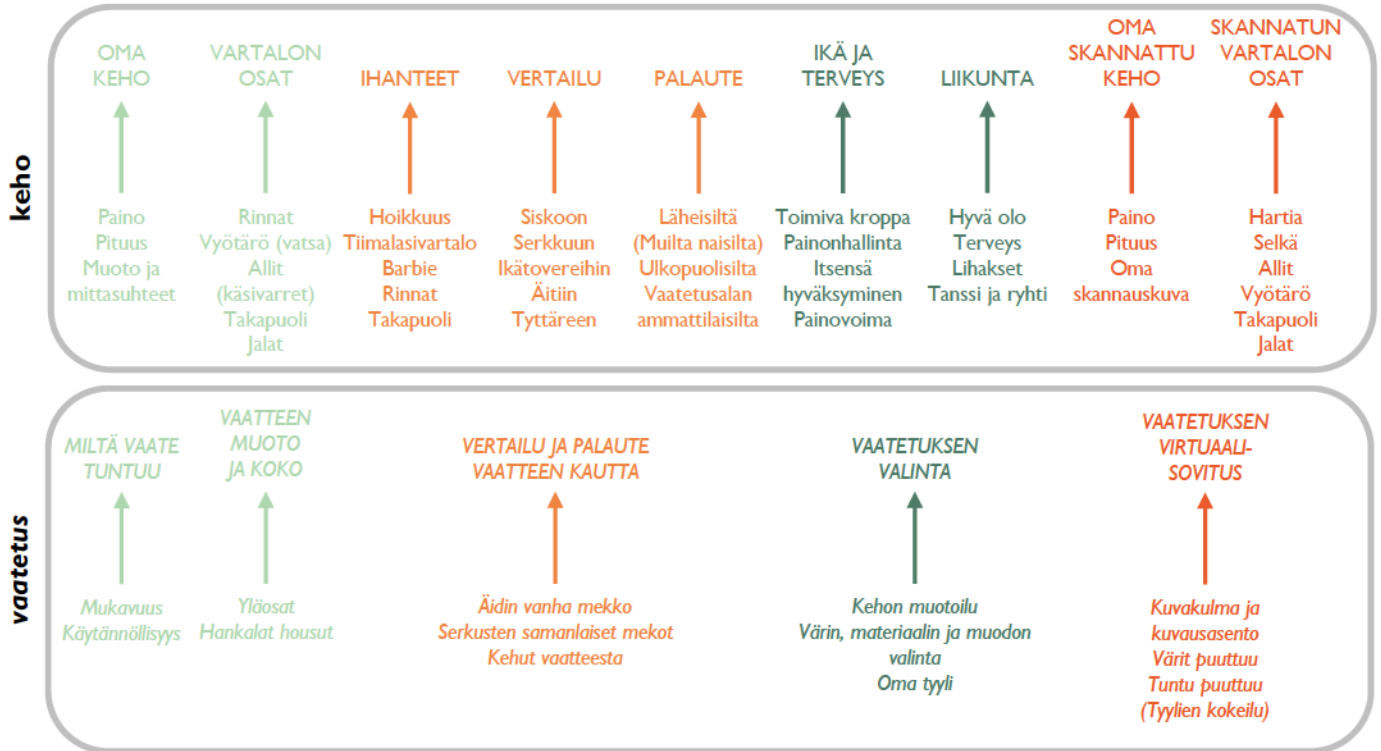 keho
OMA
KEHO
Paino
Pituus
Muoto ja
mittasuhteet
VARTALON
OSAT
Rinnat
Vyötärö (vatsa)
Allit
(käsivarret)
Takapuoli
Jalat
IHANTEET
Hoikkuus
Tiimalasivartalo
Barbie
Rinnat
Takapuoli
VERTAILU
Siskoon
Serkkuun
Ikätovereihin
Äitiin
Tyttäreen
PALAUTE
Läheisiltä
(Muilta naisilta)
Ulkopuolisilta
Vaatetusalan
ammattilaisilta
IKÄ JA
TERVEYS
Toimiva kroppa
Painonhallinta
Itsensä
hyväksyminen
Painovoima
LIIKUNTA
Hyvä olo
Terveys
Lihakset
Tanssi ja ryhti
OMA
SKANNATTU
KEHO
Paino
Pituus
Oma
skannauskuva
SKANNATUN
VARTALON
OSAT
Hartia
Selkä
Allit
Vyötärö
Takapuoli
Jalat
vaatetus
MILTÄ VAATE
TUNTUU
Mukavuus
Käytännöllisyys
VAATTEEN
MUOTO
JA KOKO
Yläosat
Hankalat housut
VERTAILU JA PALAUTE
VAATTEEN KAUTTA
Äidin vanha mekko
Serkusten samanlaiset mekot
Kehut vaatteesta
VAATETUKSEN
VALINTA
Kehon muotoilu
Värin, materiaalin ja muodon
valinta
Oma tyyli
VAATETUKSEN
VIRTUAALI-
SOVITUS
Kuvakulma ja
kuvausasento
Värit puuttuu
Tuntu puuttuu
(Tyylien kokeilu)